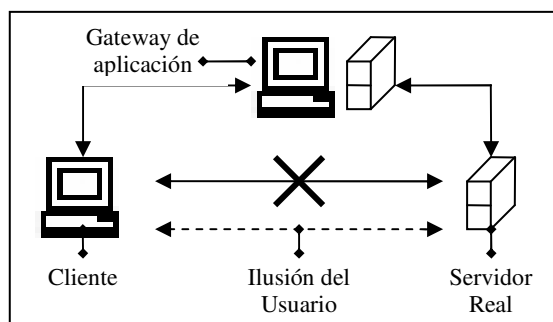 Gateway de
aplicación
Cliente
Ilusión del
Usuario
Servidor
Real